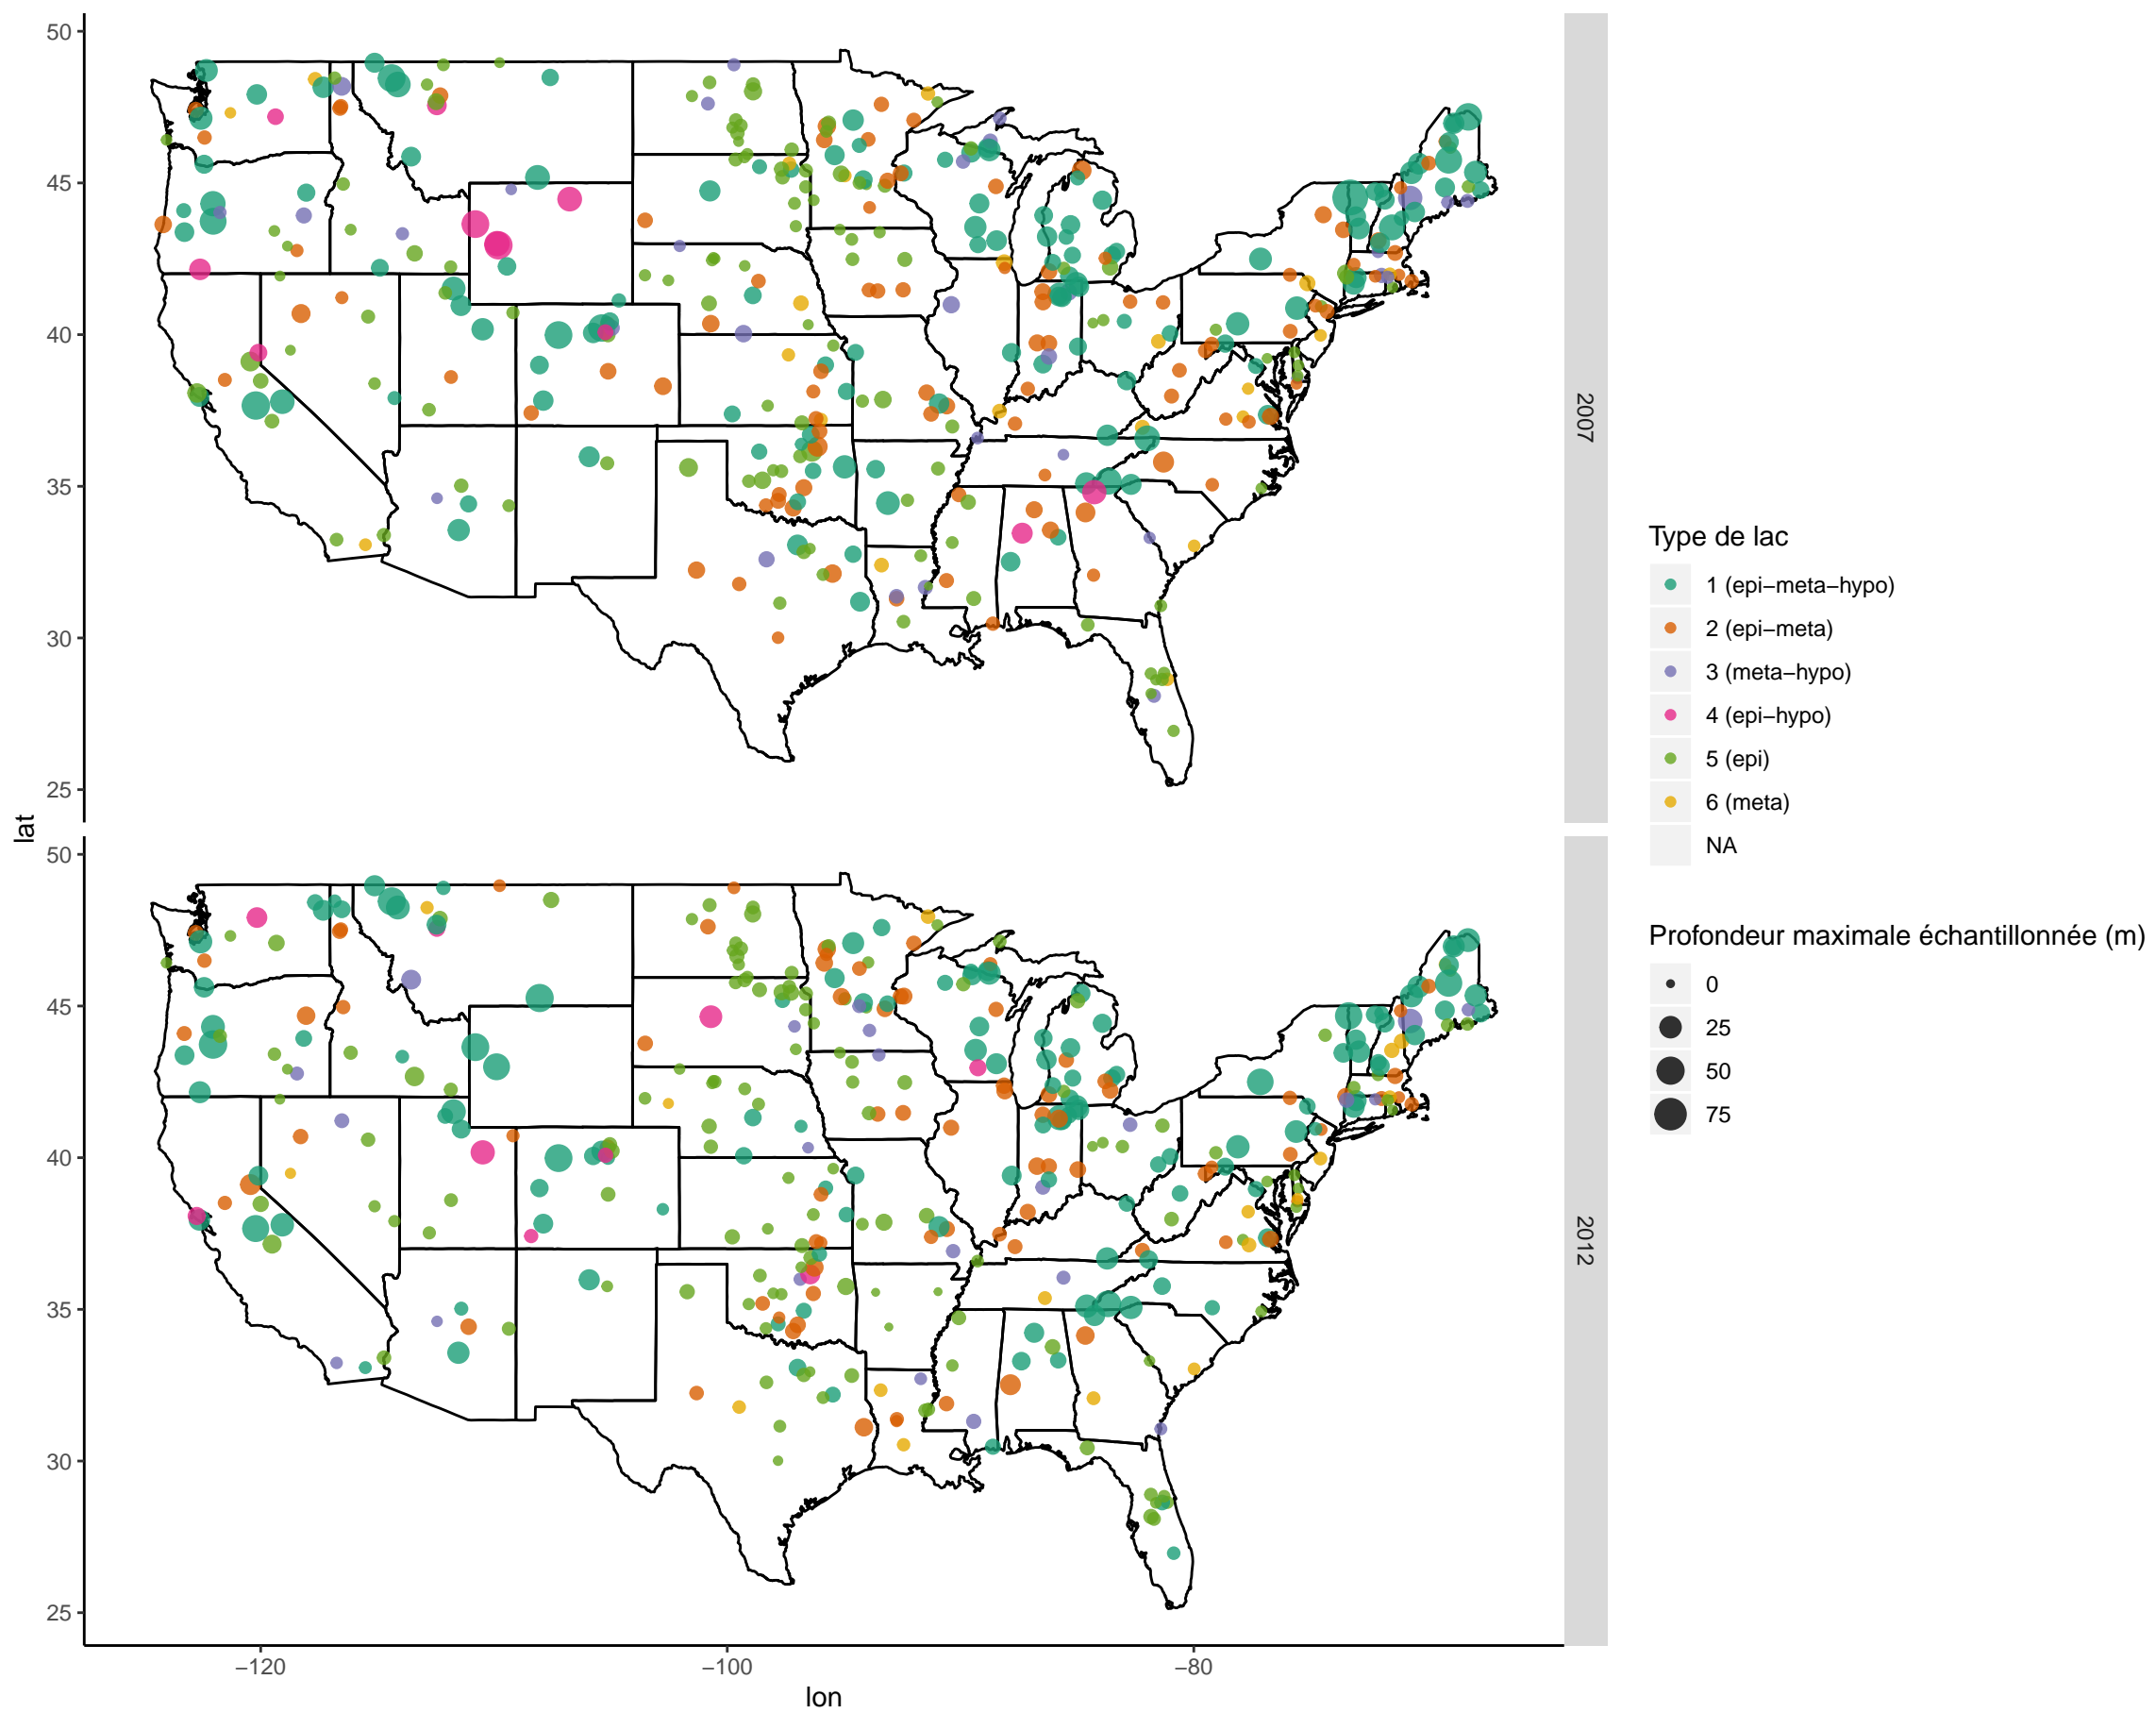 50
45
40
35
30
25
2007
50
45
40
35
30
25
2012
−120
−100
−80
lon
lat
Type de lac
1 (epi−meta−hypo)
2 (epi−meta)
3 (meta−hypo)
4 (epi−hypo)
5 (epi)
6 (meta)
NA
Profondeur maximale échantillonnée (m)
0
25
50
75